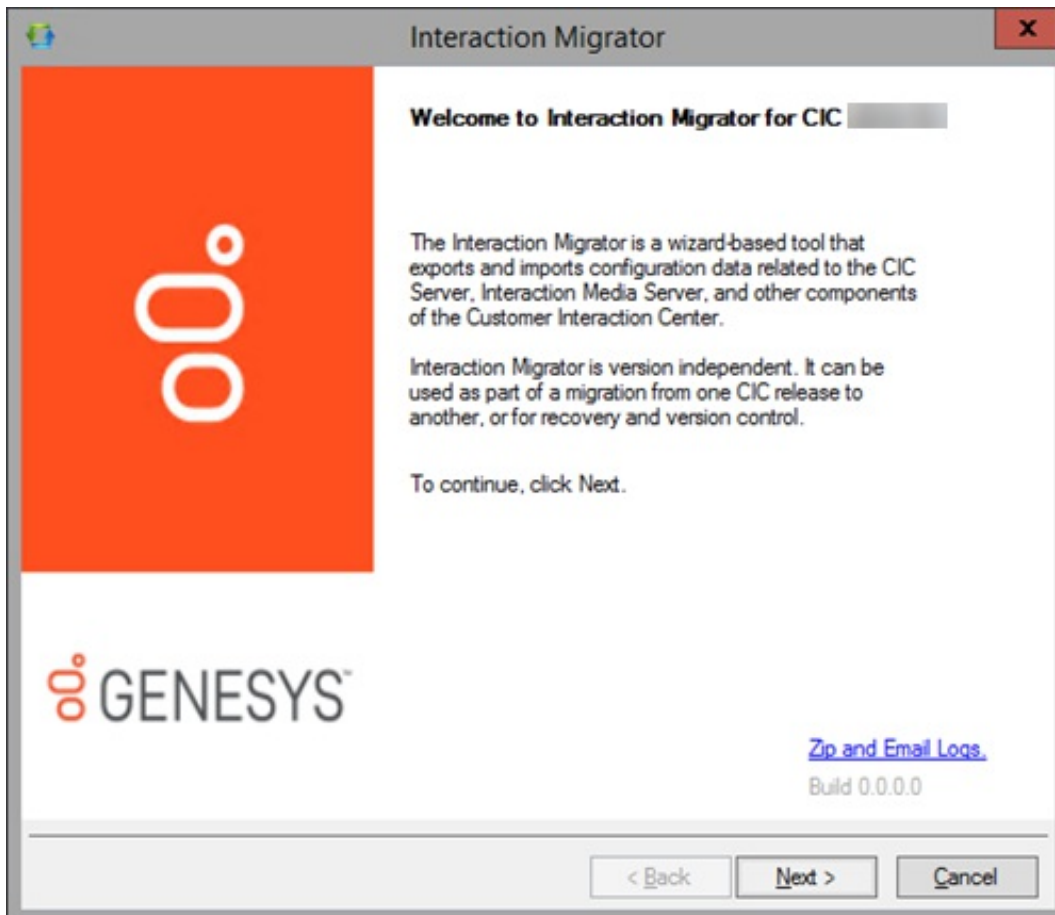 Interaction Migrator
X
Welcome to Interaction Migrator for CIC
The Interaction Migrator is a wizard-based tool that
exports and imports configuration data related to the CIC
Server, Interaction Media Server, and other components
of the Customer Interaction Center.
Interaction Migrator is version independent. It can be
used as part of a migration from one CIC release to
another, or for recovery and version control.
To continue, click Next.
GENESYS™
Zip and Email Logs.
Build 0.0.0.0
< Back Next > Cancel